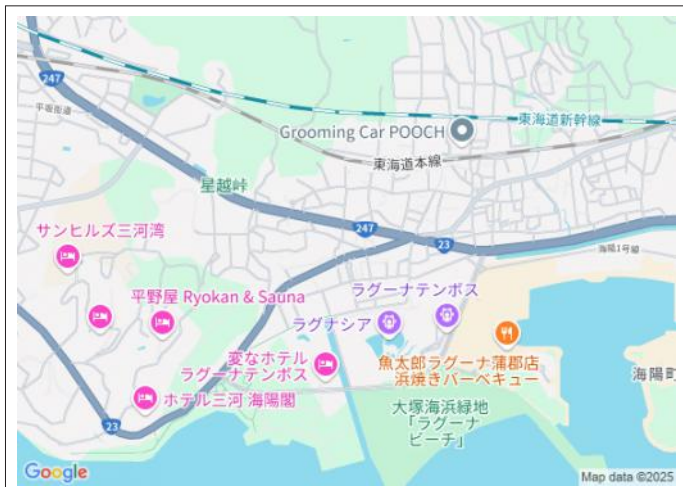 247
平坂街道
Grooming Car POOCH
東海道新幹線
東海道本線
星越峠
247
23
サンヒルズ三河湾
海陽1号線
平野屋 Ryokan & Sauna
ラグーナテンボス
ラグナシア
変なホテル
ラグーナテンボス
魚太郎ラグーナ蒲郡店
浜焼きバーベキュー
海陽町
ホテル三河 海陽閣
大塚海浜緑地
「ラグーナ
ビーチ」
23
Google
Map data ©2025